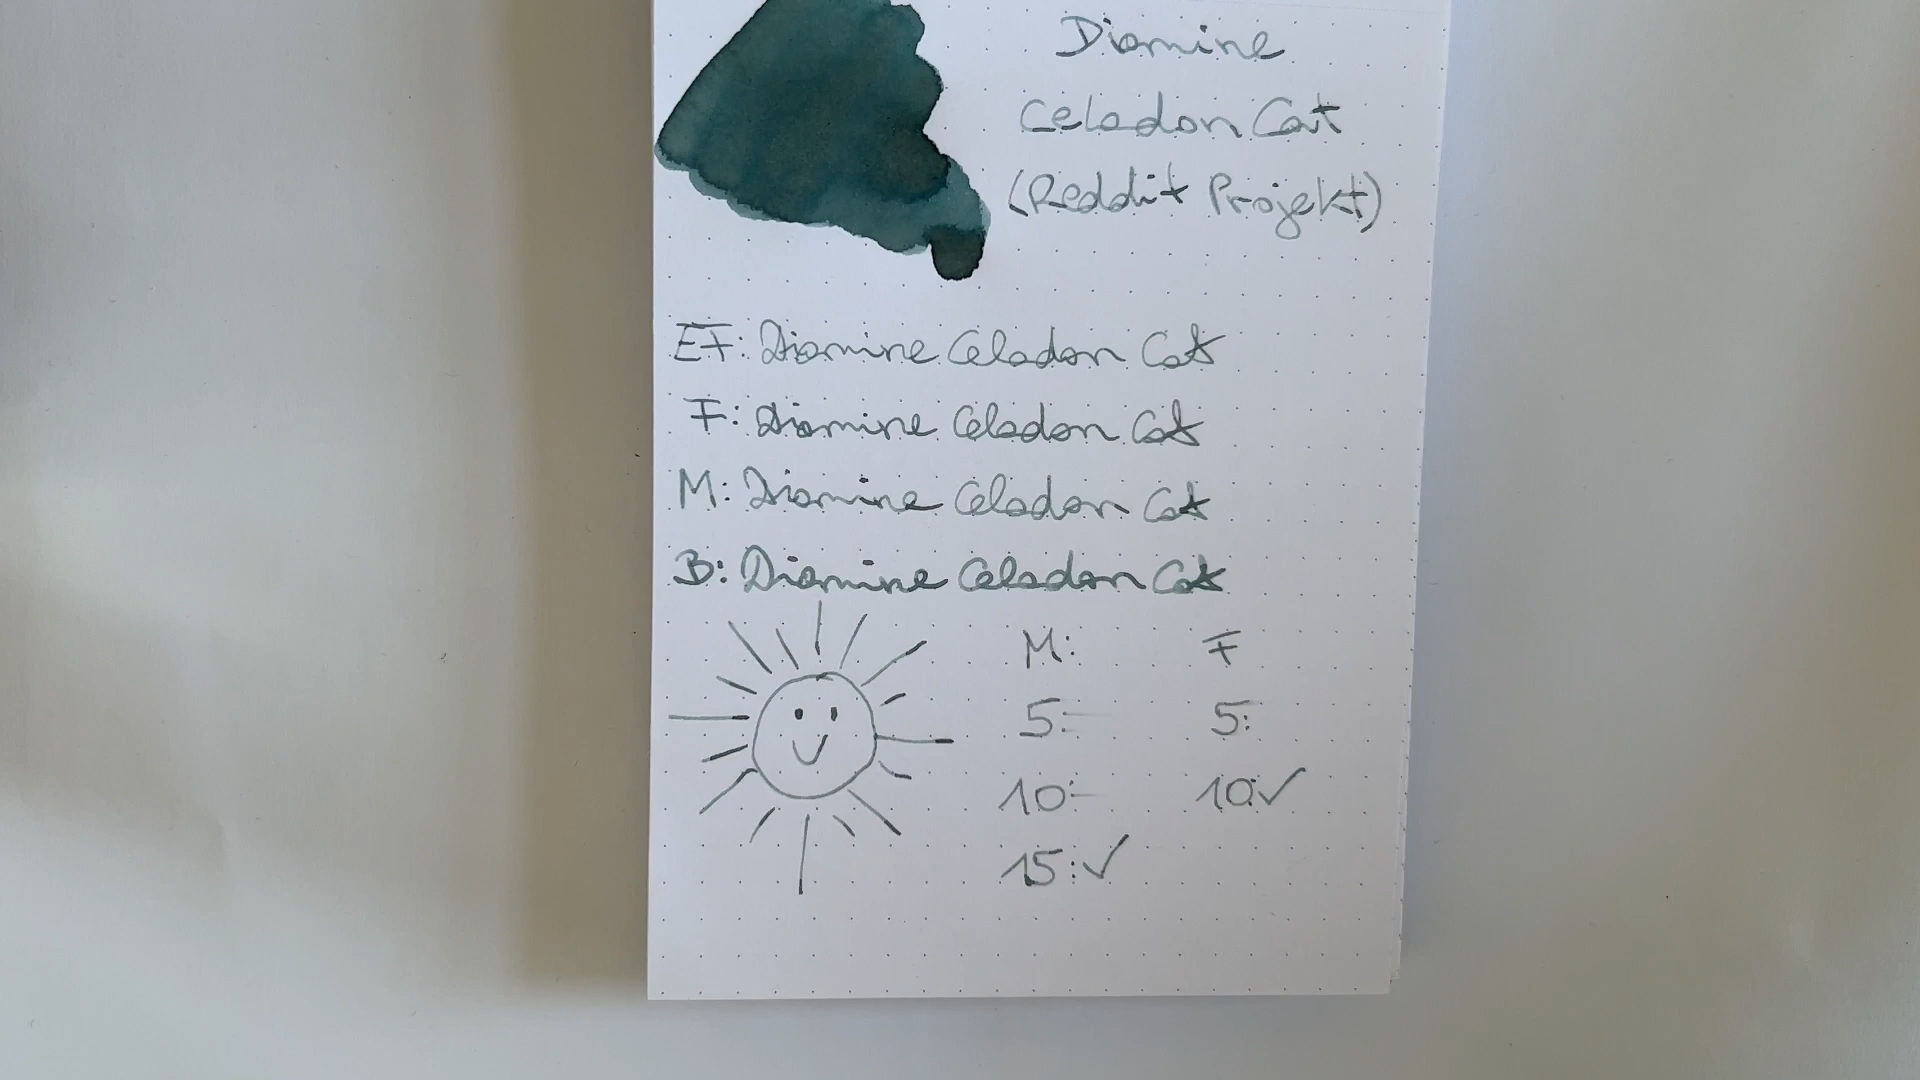 Diamine
Celadon Cat
(Reddit Projekt)
EF: Diamine Celadon Cat
F: Diamine Celadon Cat
M: Diamine Celadon Cat
B: Diamine Celadon Cat
M: F
5:- 5:
10:- 10:✓
15:✓